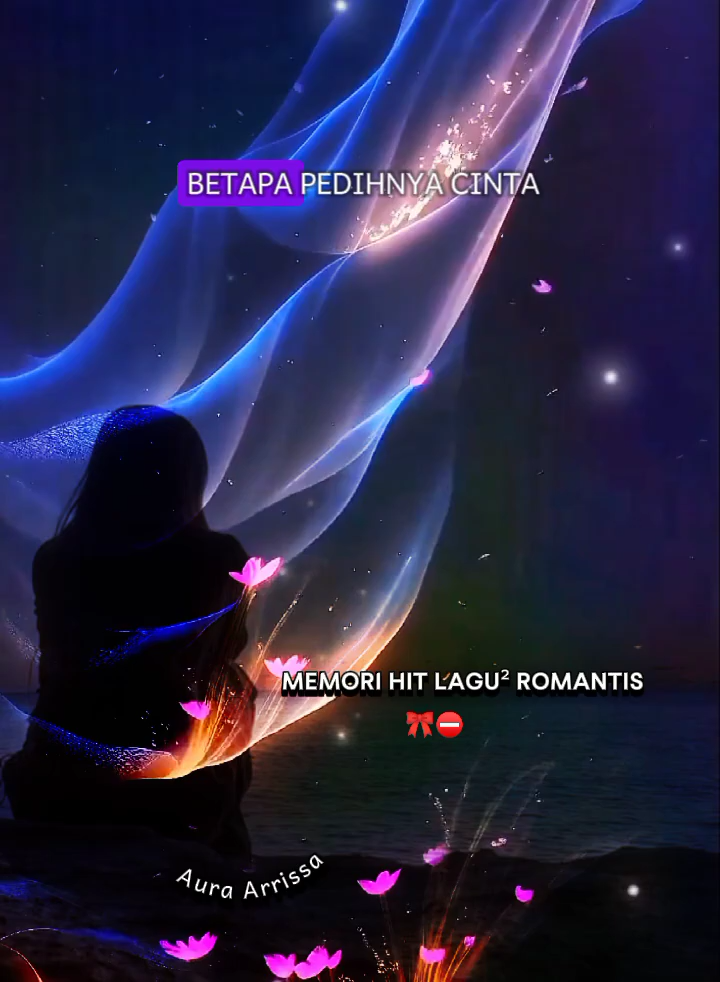 BETAPA PEDIHNYA CINTA
MEMORI HIT LAGU² ROMANTIS
🎀⛔
Aura Arrissa